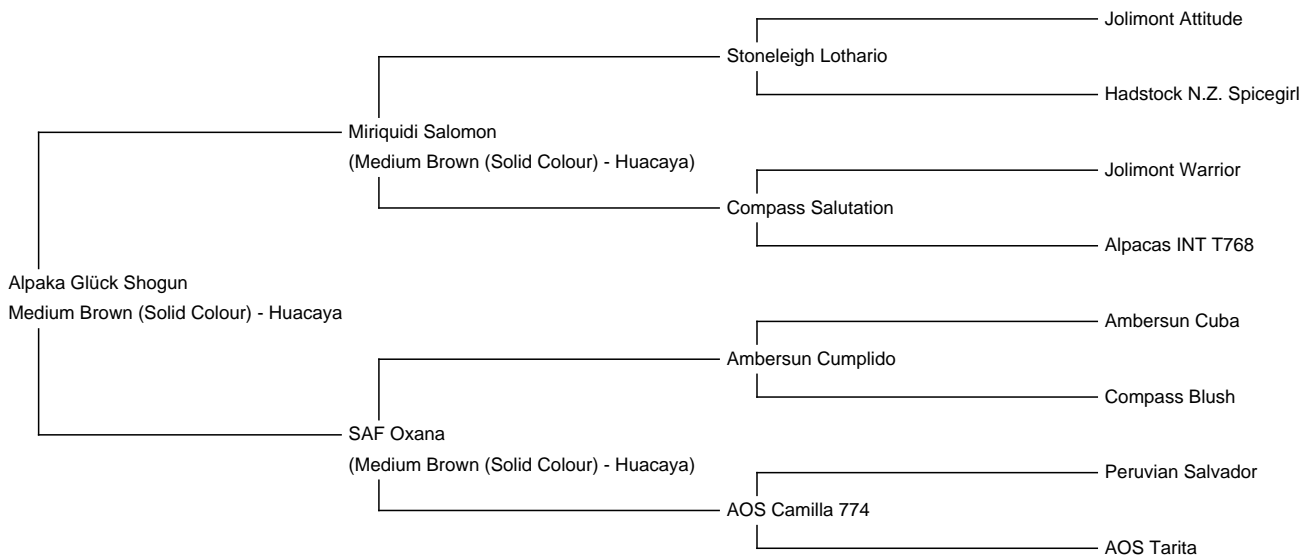 Jolimont Attitude
Stoneleigh Lothario
Hadstock N.Z. Spicegirl
Miriquidi Salomon
(Medium Brown (Solid Colour) - Huacaya)
Jolimont Warrior
Compass Salutation
Alpacas INT T768
Alpaka Glück Shogun
Medium Brown (Solid Colour) - Huacaya
Ambersun Cuba
Ambersun Cumplido
Compass Blush
SAF Oxana
(Medium Brown (Solid Colour) - Huacaya)
Peruvian Salvador
AOS Camilla 774
AOS Tarita